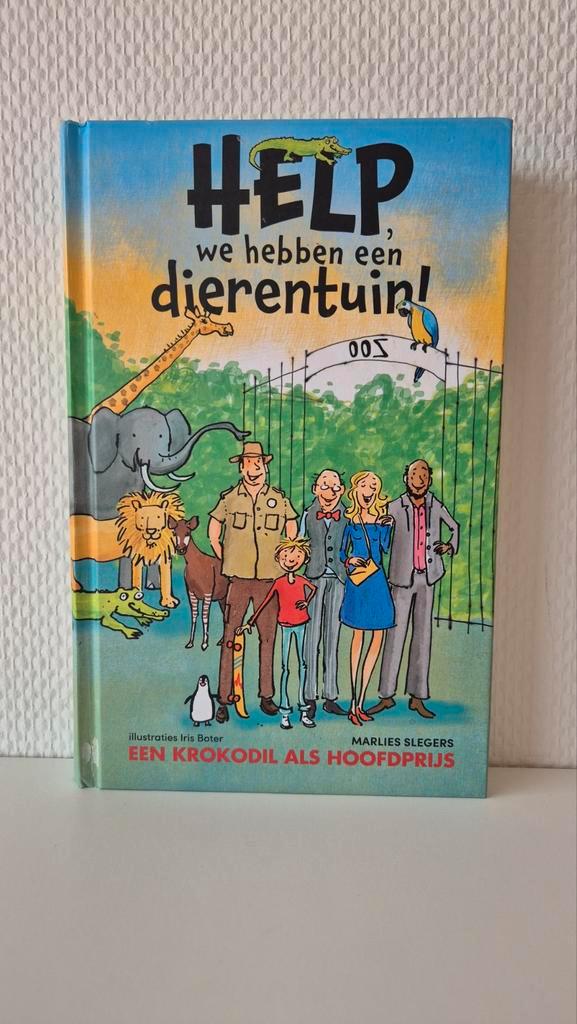 HELP,
we hebben een
dierentuin!
ZOO
illustraties Iris Boter
MARLIES SLEGERS
EEN KROKODIL ALS HOOFDPRIJS